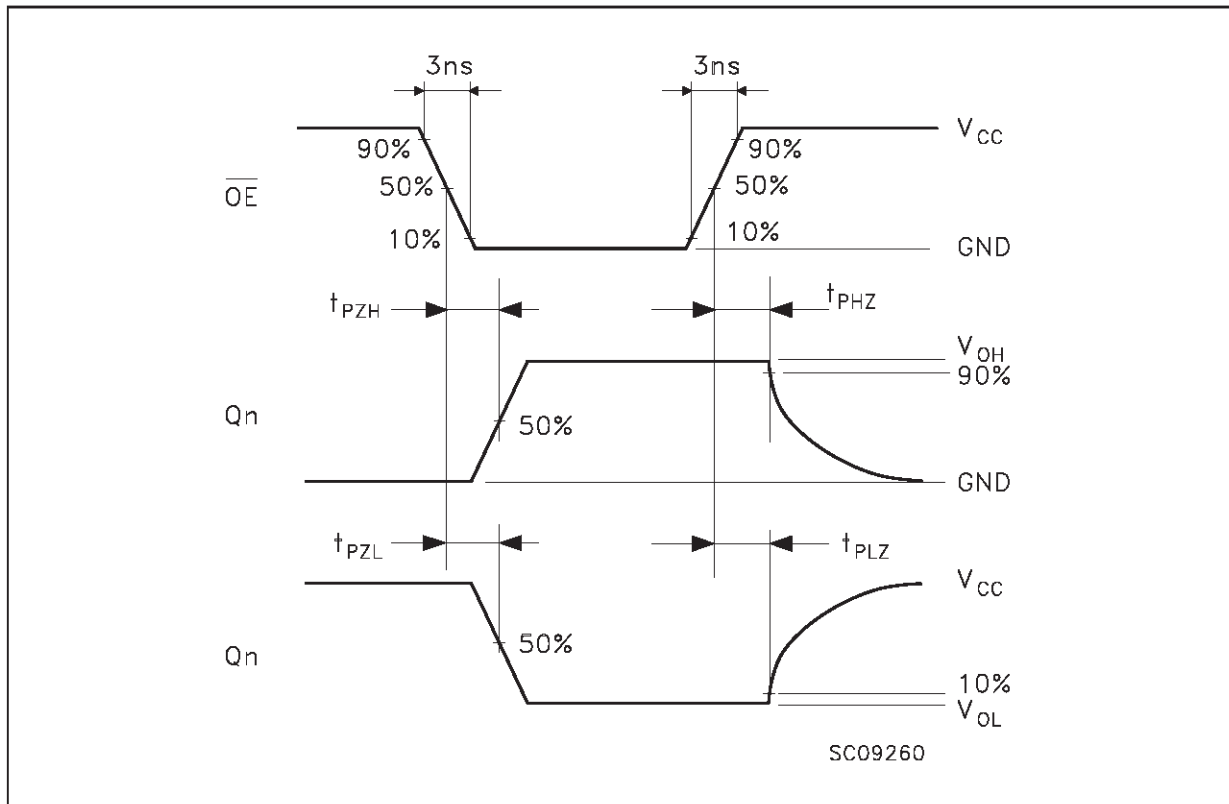 3ns 3ns
90% 90% V_CC
50% 50%
O̅E̅
10% 10% GND
t_PZH t_PHZ
V_OH
90%
Qn 50%
GND
t_PZL t_PLZ
V_CC
Qn 50%
10%
V_OL
SC09260